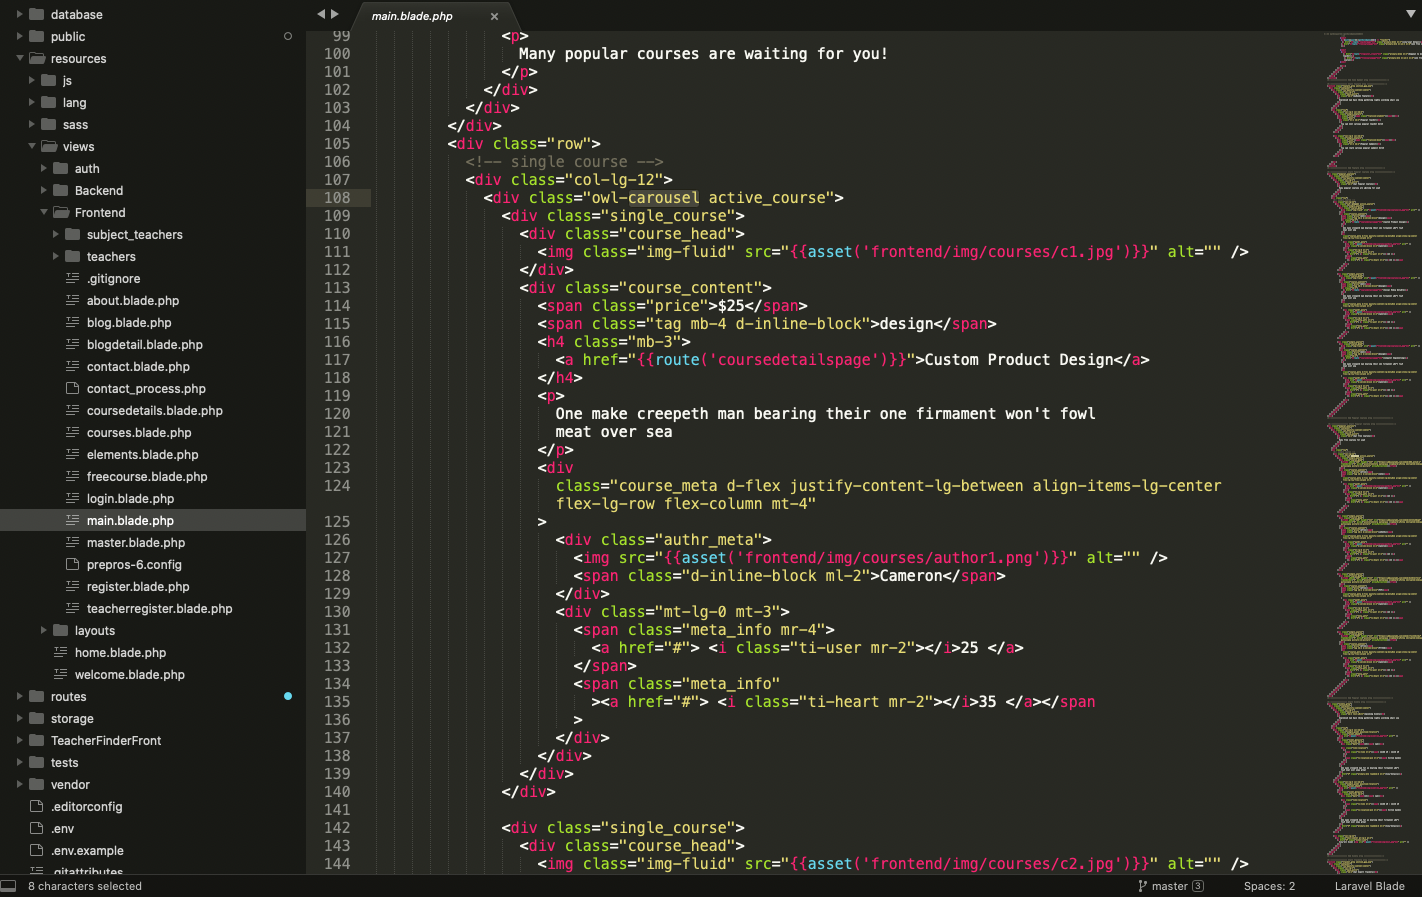 database
public
resources
js
lang
sass
views
auth
Backend
Frontend
subject_teachers
teachers
.gitignore
about.blade.php
blog.blade.php
blogdetail.blade.php
contact.blade.php
contact_process.php
coursedetails.blade.php
courses.blade.php
elements.blade.php
freecourse.blade.php
login.blade.php
main.blade.php
master.blade.php
prepros-6.config
register.blade.php
teacherregister.blade.php
layouts
home.blade.php
welcome.blade.php
routes
storage
TeacherFinderFront
tests
vendor
.editorconfig
.env
.env.example
.gitattributes
main.blade.php
99 <p>
100 Many popular courses are waiting for you!
101 </p>
102 </div>
103 </div>
104 </div>
105 <div class="row">
106 <!-- single course -->
107 <div class="col-lg-12">
108 <div class="owl-carousel active_course">
109 <div class="single_course">
110 <div class="course_head">
111 <img class="img-fluid" src="{{asset('frontend/img/courses/c1.jpg')}}" alt="" />
112 </div>
113 <div class="course_content">
114 <span class="price">$25</span>
115 <span class="tag mb-4 d-inline-block">design</span>
116 <h4 class="mb-3">
117 <a href="{{route('coursedetailspage')}}">Custom Product Design</a>
118 </h4>
119 <p>
120 One make creepeth man bearing their one firmament won't fowl
121 meat over sea
122 </p>
123 <div
124 class="course_meta d-flex justify-content-lg-between align-items-lg-center
flex-lg-row flex-column mt-4"
125 >
126 <div class="authr_meta">
127 <img src="{{asset('frontend/img/courses/author1.png')}}" alt="" />
128 <span class="d-inline-block ml-2">Cameron</span>
129 </div>
130 <div class="mt-lg-0 mt-3">
131 <span class="meta_info mr-4">
132 <a href="#"> <i class="ti-user mr-2"></i>25 </a>
133 </span>
134 <span class="meta_info"
135 ><a href="#"> <i class="ti-heart mr-2"></i>35 </a></span
136 >
137 </div>
138 </div>
139 </div>
140 </div>
141
142 <div class="single_course">
143 <div class="course_head">
144 <img class="img-fluid" src="{{asset('frontend/img/courses/c2.jpg')}}" alt="" />
8 characters selected
master 3
Spaces: 2
Laravel Blade